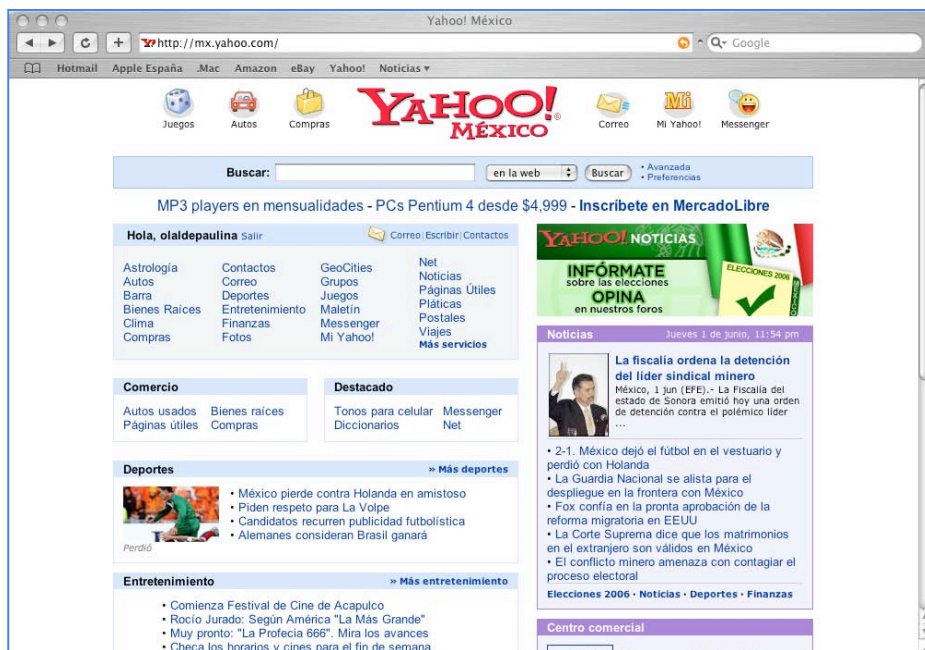 Yahoo! México
http://mx.yahoo.com/
Google
Hotmail Apple España .Mac Amazon eBay Yahoo! Noticias
Juegos Autos Compras
YAHOO!
MÉXICO
Correo Mi Yahoo! Messenger
Mi
Buscar: en la web Buscar
• Avanzada
• Preferencias
MP3 players en mensualidades - PCs Pentium 4 desde $4,999 - Inscríbete en MercadoLibre
Hola, olaldepaulina Salir Correo|Escribir|Contactos
Astrología Contactos GeoCities Net
Autos Correo Grupos Noticias
Barra Deportes Juegos Páginas Útiles
Bienes Raíces Entretenimiento Maletín Pláticas
Clima Finanzas Messenger Postales
Compras Fotos Mi Yahoo! Viajes
Más servicios
Comercio
Autos usados Bienes raíces
Páginas útiles Compras
Destacado
Tonos para celular Messenger
Diccionarios Net
Deportes » Más deportes
• México pierde contra Holanda en amistoso
• Piden respeto para La Volpe
• Candidatos recurren publicidad futbolística
• Alemanes consideran Brasil ganará
Perdió
Entretenimiento » Más entretenimiento
• Comienza Festival de Cine de Acapulco
• Rocío Jurado: Según América "La Más Grande"
• Muy pronto: "La Profecia 666". Mira los avances
• Checa los horarios y cines para el fin de semana
YAHOO! NOTICIAS
INFÓRMATE
sobre las elecciones
OPINA
en nuestros foros
ELECCIONES 2006
Noticias Jueves 1 de junio, 11:54 pm
La fiscalía ordena la detención
del líder sindical minero
México, 1 jun (EFE).- La Fiscalía del
estado de Sonora emitió hoy una orden
de detención contra el polémico líder
...
• 2-1. México dejó el fútbol en el vestuario y
perdió con Holanda
• La Guardia Nacional se alista para el
despliegue en la frontera con México
• Fox confía en la pronta aprobación de la
reforma migratoria en EEUU
• La Corte Suprema dice que los matrimonios
en el extranjero son válidos en México
• El conflicto minero amenaza con contagiar el
proceso electoral
Elecciones 2006 · Noticias · Deportes · Finanzas
Centro comercial